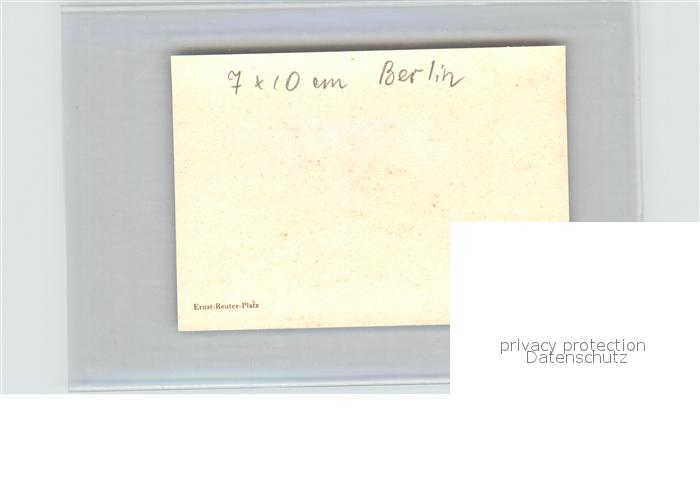 7 x 10 cm Berlin
Ernst-Reuter-Platz
privacy protection
Datenschutz